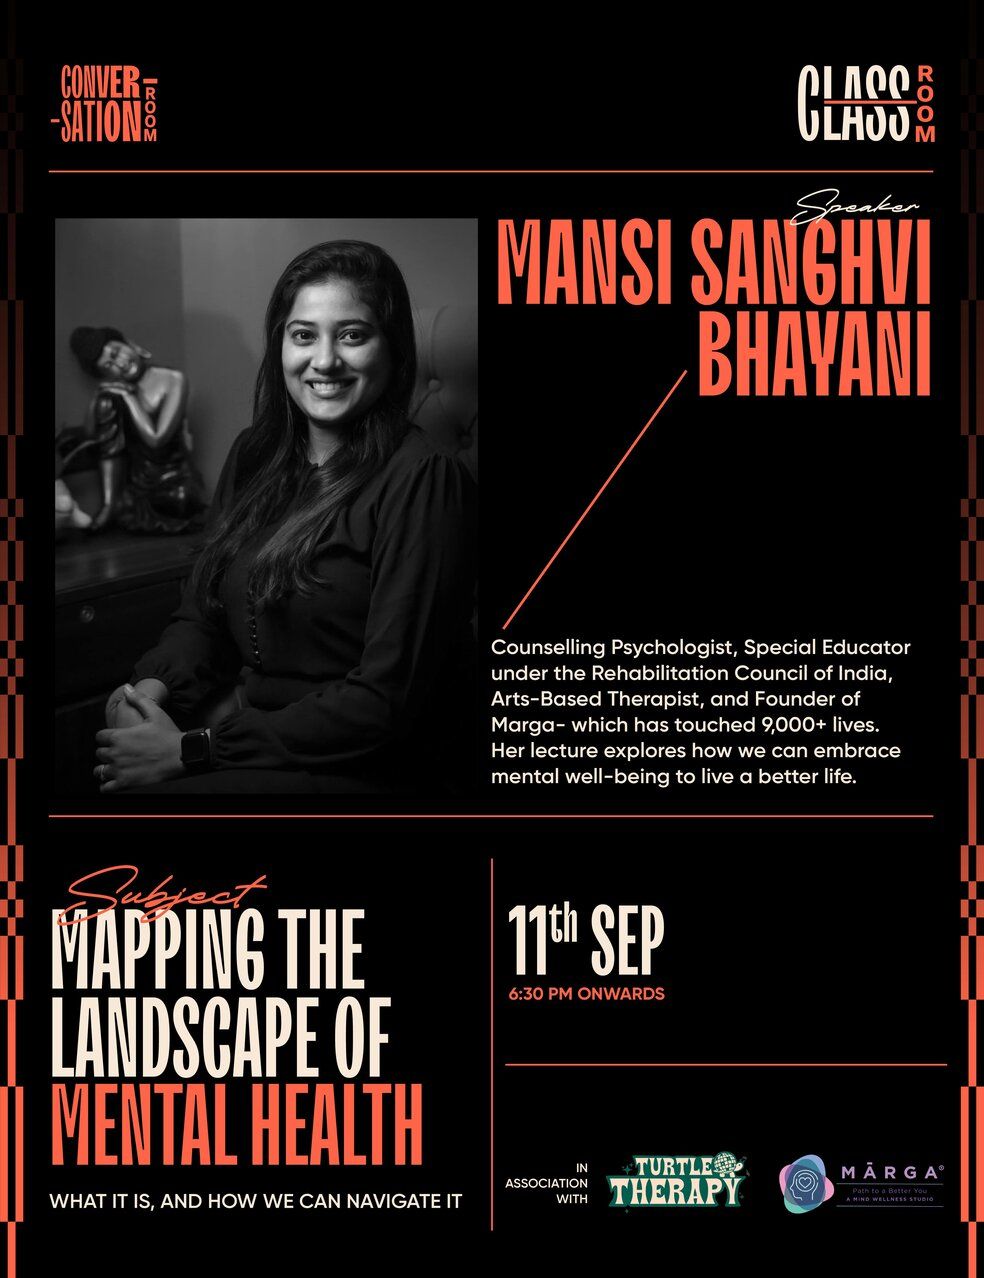 CONVER-
-SATION
ROOM
CLASS
ROOM
Speaker
MANSI SANGHVI
BHAYANI
Counselling Psychologist, Special Educator
under the Rehabilitation Council of India,
Arts-Based Therapist, and Founder of
Marga- which has touched 9,000+ lives.
Her lecture explores how we can embrace
mental well-being to live a better life.
Subject
MAPPING THE
LANDSCAPE OF
MENTAL HEALTH
WHAT IT IS, AND HOW WE CAN NAVIGATE IT
11th SEP
6:30 PM ONWARDS
IN
ASSOCIATION
WITH
TURTLE
THERAPY
MĀRGA®
Path to a Better You
A MIND WELLNESS STUDIO